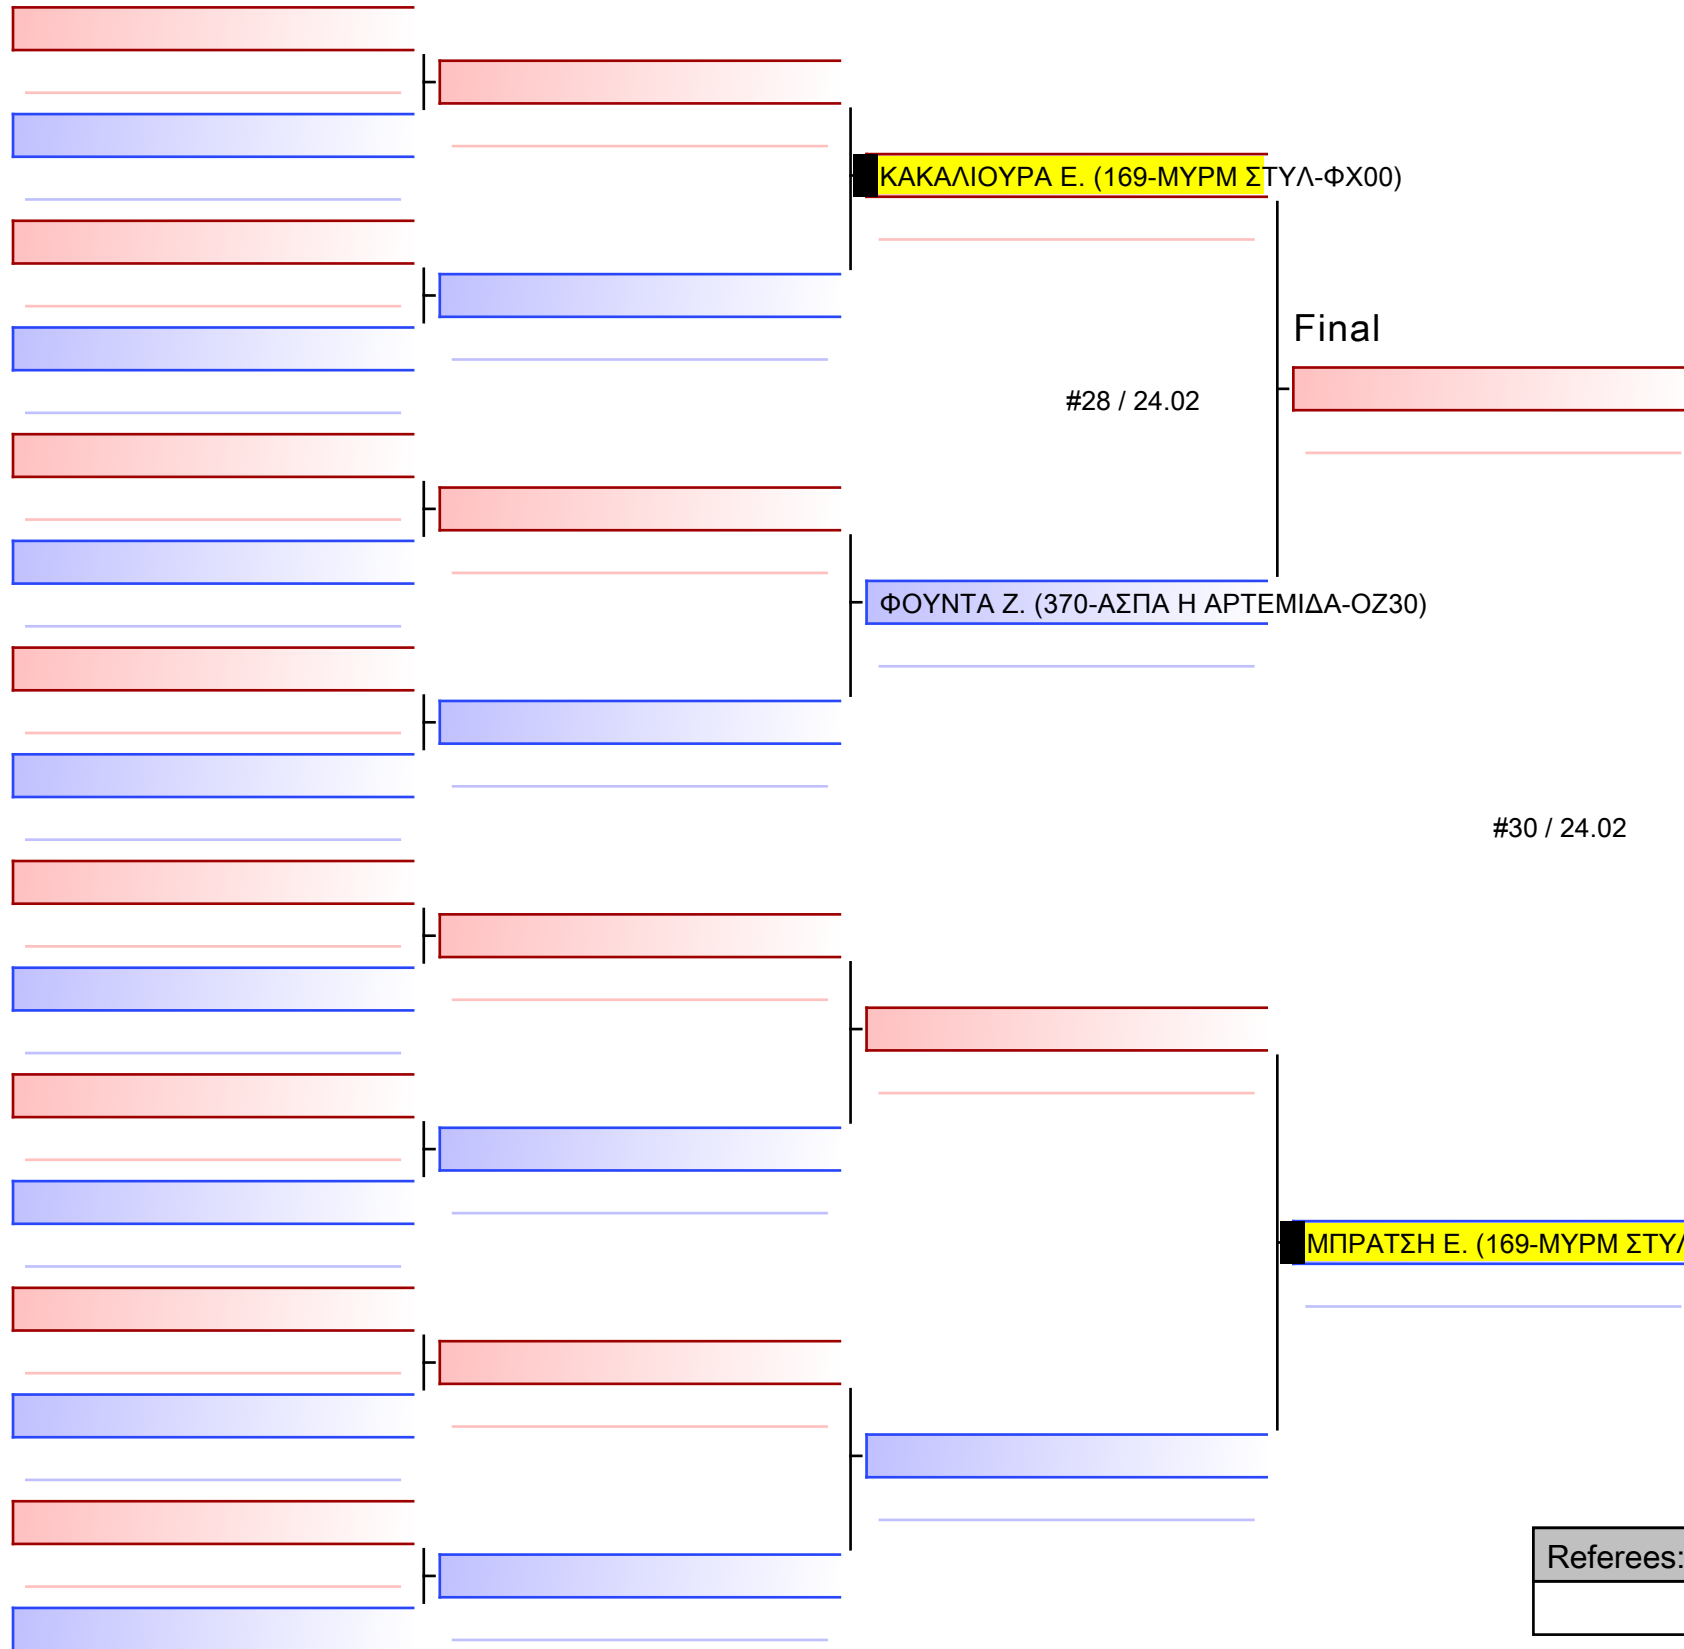 ΚΑΚΑΛΙΟΥΡΑ Ε. (169-ΜΥΡΜ ΣΤΥΛ-ΦΧ00)
Final
#28 / 24.02
ΦΟΥΝΤΑ Ζ. (370-ΑΣΠΑ Η ΑΡΤΕΜΙΔΑ-ΟΖ30)
#30 / 24.02
ΜΠΡΑΤΣΗ Ε. (169-ΜΥΡΜ ΣΤΥΛ
Referees: